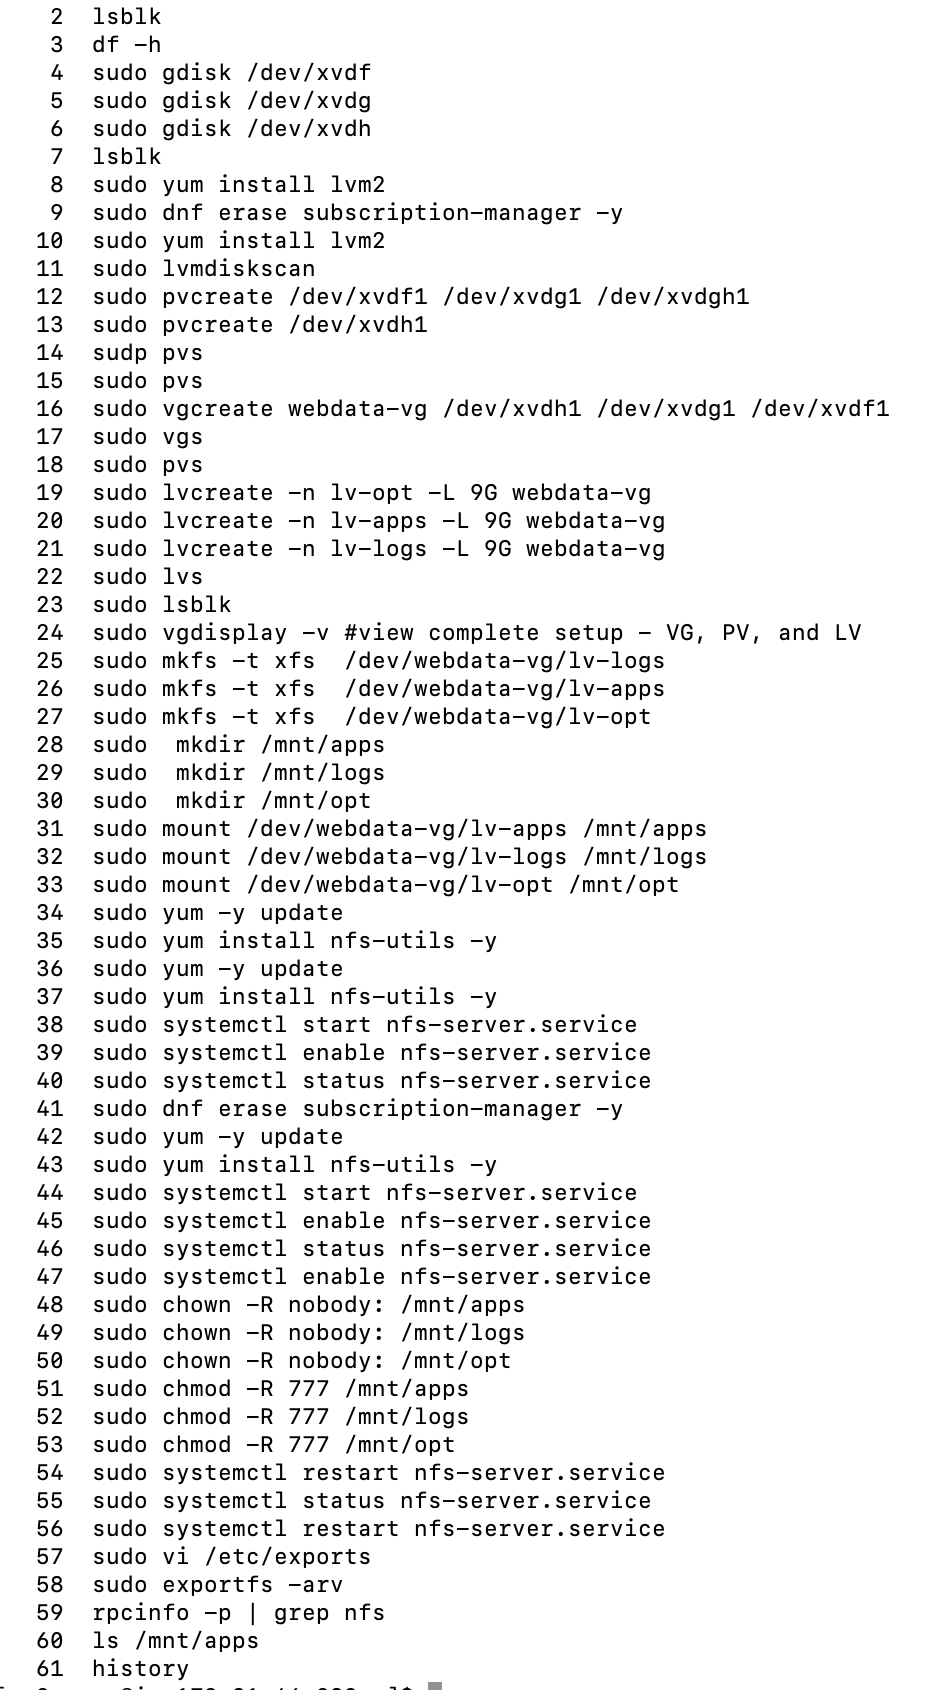 2 lsblk
3 df -h
4 sudo gdisk /dev/xvdf
5 sudo gdisk /dev/xvdg
6 sudo gdisk /dev/xvdh
7 lsblk
8 sudo yum install lvm2
9 sudo dnf erase subscription-manager -y
10 sudo yum install lvm2
11 sudo lvmdiskscan
12 sudo pvcreate /dev/xvdf1 /dev/xvdg1 /dev/xvdgh1
13 sudo pvcreate /dev/xvdh1
14 sudp pvs
15 sudo pvs
16 sudo vgcreate webdata-vg /dev/xvdh1 /dev/xvdg1 /dev/xvdf1
17 sudo vgs
18 sudo pvs
19 sudo lvcreate -n lv-opt -L 9G webdata-vg
20 sudo lvcreate -n lv-apps -L 9G webdata-vg
21 sudo lvcreate -n lv-logs -L 9G webdata-vg
22 sudo lvs
23 sudo lsblk
24 sudo vgdisplay -v #view complete setup - VG, PV, and LV
25 sudo mkfs -t xfs  /dev/webdata-vg/lv-logs
26 sudo mkfs -t xfs  /dev/webdata-vg/lv-apps
27 sudo mkfs -t xfs  /dev/webdata-vg/lv-opt
28 sudo  mkdir /mnt/apps
29 sudo  mkdir /mnt/logs
30 sudo  mkdir /mnt/opt
31 sudo mount /dev/webdata-vg/lv-apps /mnt/apps
32 sudo mount /dev/webdata-vg/lv-logs /mnt/logs
33 sudo mount /dev/webdata-vg/lv-opt /mnt/opt
34 sudo yum -y update
35 sudo yum install nfs-utils -y
36 sudo yum -y update
37 sudo yum install nfs-utils -y
38 sudo systemctl start nfs-server.service
39 sudo systemctl enable nfs-server.service
40 sudo systemctl status nfs-server.service
41 sudo dnf erase subscription-manager -y
42 sudo yum -y update
43 sudo yum install nfs-utils -y
44 sudo systemctl start nfs-server.service
45 sudo systemctl enable nfs-server.service
46 sudo systemctl status nfs-server.service
47 sudo systemctl enable nfs-server.service
48 sudo chown -R nobody: /mnt/apps
49 sudo chown -R nobody: /mnt/logs
50 sudo chown -R nobody: /mnt/opt
51 sudo chmod -R 777 /mnt/apps
52 sudo chmod -R 777 /mnt/logs
53 sudo chmod -R 777 /mnt/opt
54 sudo systemctl restart nfs-server.service
55 sudo systemctl status nfs-server.service
56 sudo systemctl restart nfs-server.service
57 sudo vi /etc/exports
58 sudo exportfs -arv
59 rpcinfo -p | grep nfs
60 ls /mnt/apps
61 history